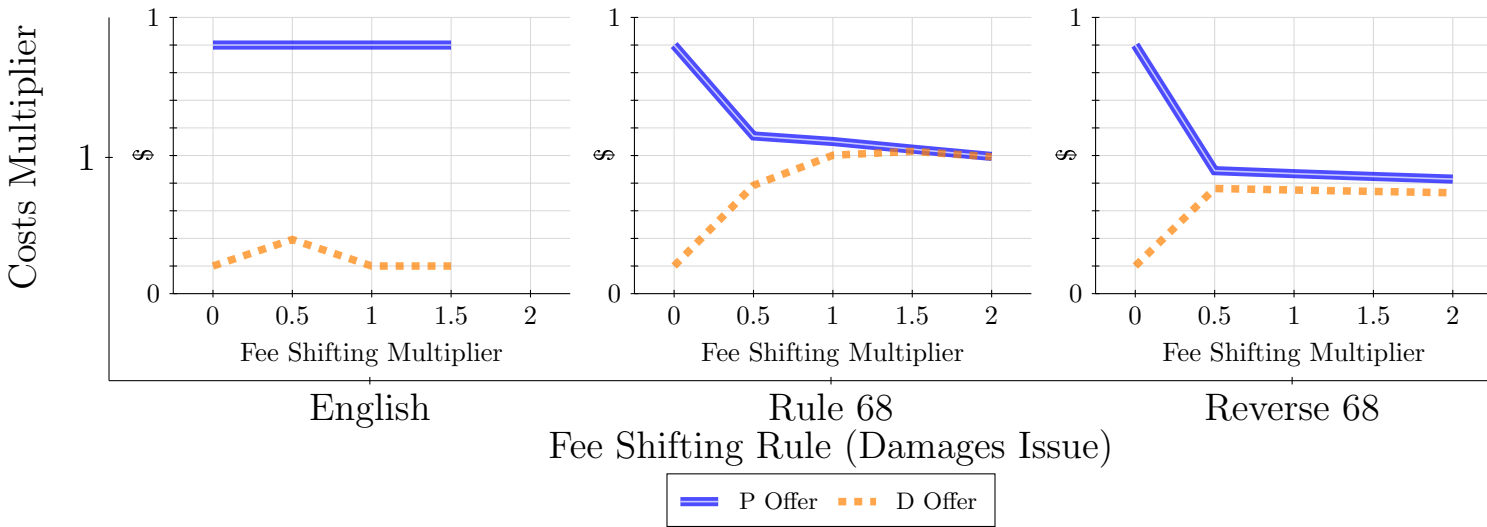 Costs Multiplier
1
1
$
0
0 0.5 1 1.5 2
Fee Shifting Multiplier
1
$
0
0 0.5 1 1.5 2
Fee Shifting Multiplier
1
$
0
0 0.5 1 1.5 2
Fee Shifting Multiplier
English Rule 68 Reverse 68
Fee Shifting Rule (Damages Issue)
P Offer D Offer